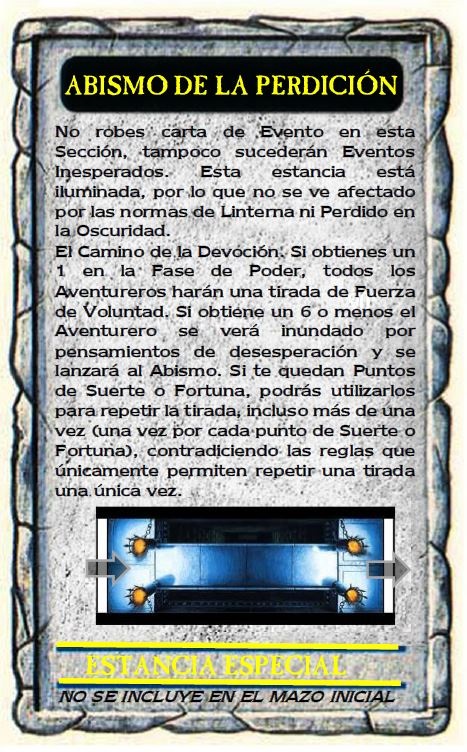 ABISMO DE LA PERDICIÓN
No robes carta de Evento en esta
Sección, tampoco sucederán Eventos
Inesperados. Esta estancia está
iluminada, por lo que no se ve afectado
por las normas de Linterna ni Perdido en
la Oscuridad.
El Camino de la Devoción. Si obtienes un
1 en la Fase de Poder, todos los
Aventureros harán una tirada de Fuerza
de Voluntad. Si obtiene un 6 o menos el
Aventurero se verá inundado por
pensamientos de desesperación y se
lanzará al Abismo. Si te quedan Puntos
de Suerte o Fortuna, podrás utilizarlos
para repetir la tirada, incluso más de una
vez (una vez por cada punto de Suerte o
Fortuna), contradiciendo las reglas que
únicamente permiten repetir una tirada
una única vez.
ESTANCIA ESPECIAL
NO SE INCLUYE EN EL MAZO INICIAL